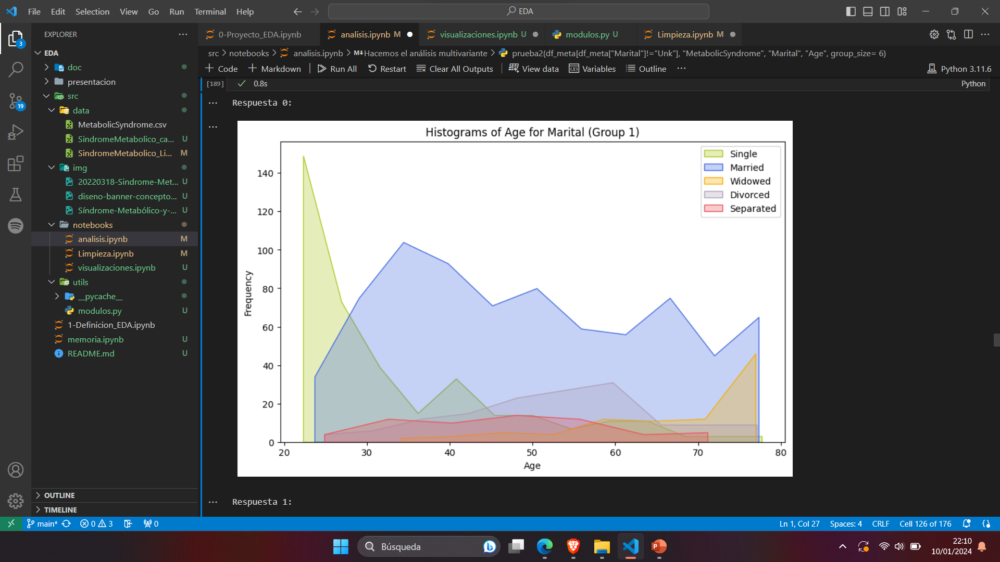 File Edit Selection View Go Run Terminal Help
EDA
EXPLORER
EDA
doc
presentacion
src
data
MetabolicSyndrome.csv
SindromeMetabolico_ca... U
SindromeMetabolico_Li... M
img
20220318-Sindrome-Met... U
diseno-banner-concepto... U
Síndrome-Metabólico-y-... U
notebooks
analisis.ipynb M
Limpieza.ipynb M
visualizaciones.ipynb U
utils
__pycache__
modulos.py U
1-Definicion_EDA.ipynb
memoria.ipynb U
README.md U
OUTLINE
TIMELINE
3
19
0-Proyecto_EDA.ipynb
analisis.ipynb M
visualizaciones.ipynb U
modulos.py U
Limpieza.ipynb M
src > notebooks > analisis.ipynb > M↓Hacemos el análisis multivariante > prueba2(df_meta[df_meta["Marital"]!="Unk"], "MetabolicSyndrome", "Marital", "Age", group_size= 6)
+ Code + Markdown Run All Restart Clear All Outputs View data Variables Outline ...
Python 3.11.6
[189] 0.8s Python
Respuesta 0:
Histograms of Age for Marital (Group 1)
Single
Married
Widowed
Divorced
Separated
Frequency
140
120
100
80
60
40
20
0
20 30 40 50 60 70 80
Age
Respuesta 1:
main* 0 3 0
Ln 1, Col 27 Spaces: 4 CRLF Cell 126 of 176
Búsqueda
22:10
10/01/2024